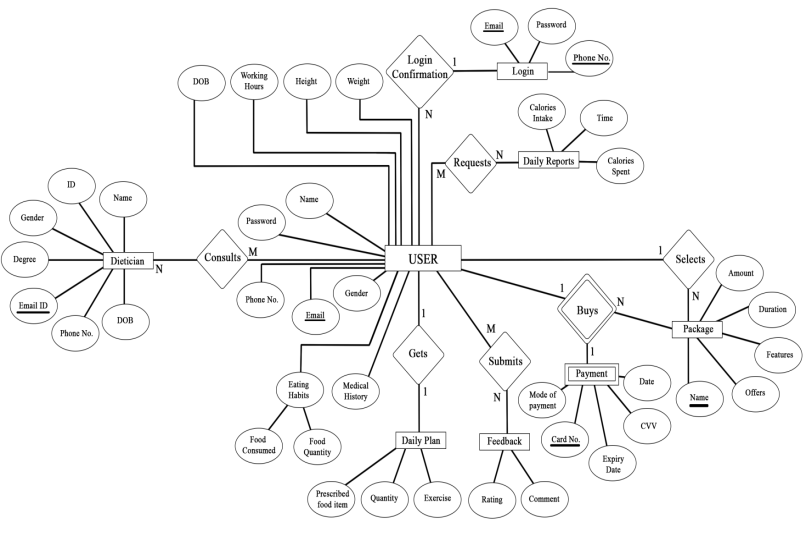 Email
Password
Phone No.
Login
Login
Confirmation
1
N
DOB
Working
Hours
Height
Weight
Calories
Intake
Time
Calories
Spent
Daily Reports
Requests
N
M
ID
Name
Gender
Degree
Email ID
Phone No.
DOB
Dietician
N
Consults
M
Name
Password
Phone No.
Email
Gender
USER
1
Selects
N
Amount
Duration
Features
Offers
Name
Package
1
Buys
N
1
Payment
Mode of
payment
Card No.
Expiry
Date
CVV
Date
M
Submits
N
Feedback
Rating
Comment
1
Gets
1
Daily Plan
Prescribed
food item
Quantity
Exercise
Eating
Habits
Food
Consumed
Food
Quantity
Medical
History